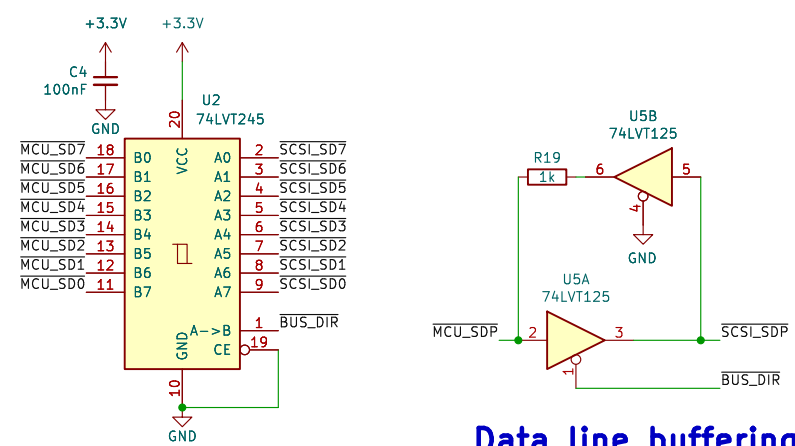 +3.3V
+3.3V
C4
100nF
GND
U2
74LVT245
20
VCC
MCU_SD7 18 B0 A0 2 SCSI_SD7
MCU_SD6 17 B1 A1 3 SCSI_SD6
MCU_SD5 16 B2 A2 4 SCSI_SD5
MCU_SD4 15 B3 A3 5 SCSI_SD4
MCU_SD3 14 B4 A4 6 SCSI_SD3
MCU_SD2 13 B5 A5 7 SCSI_SD2
MCU_SD1 12 B6 A6 8 SCSI_SD1
MCU_SD0 11 B7 A7 9 SCSI_SD0
A->B 1 BUS_DIR
CE 19
GND
10
GND
U5B
74LVT125
R19
1k
6
5
4
GND
U5A
74LVT125
MCU_SDP 2 3 SCSI_SDP
1
BUS_DIR
Data line buffering